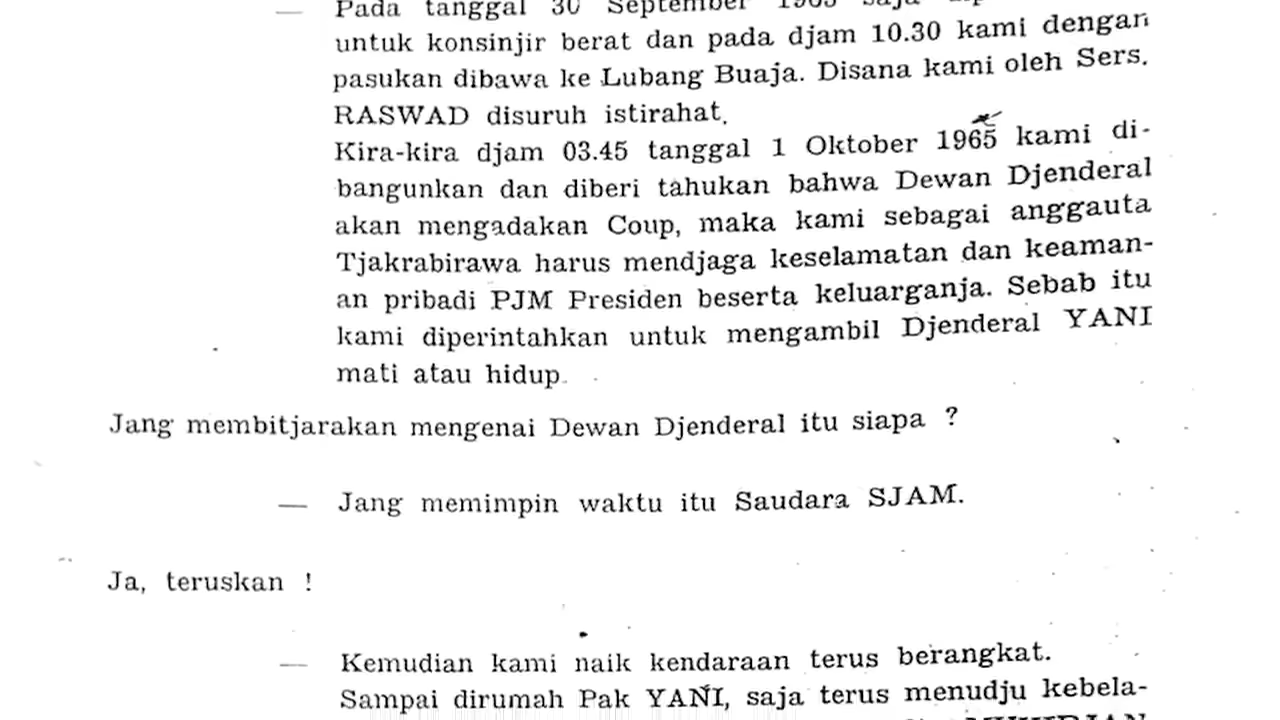 — Pada tanggal 30 September 1965 saja
untuk konsinjir berat dan pada djam 10.30 kami dengan
pasukan dibawa ke Lubang Buaja. Disana kami oleh Sers.
RASWAD disuruh istirahat.
Kira-kira djam 03.45 tanggal 1 Oktober 1965 kami di-
bangunkan dan diberi tahukan bahwa Dewan Djenderal
akan mengadakan Coup, maka kami sebagai anggauta
Tjakrabirawa harus mendjaga keselamatan dan keaman-
an pribadi PJM Presiden beserta keluarganja. Sebab itu
kami diperintahkan untuk mengambil Djenderal YANI
mati atau hidup.
Jang membitjarakan mengenai Dewan Djenderal itu siapa ?
— Jang memimpin waktu itu Saudara SJAM.
Ja, teruskan !
— Kemudian kami naik kendaraan terus berangkat.
Sampai dirumah Pak YANI, saja terus menudju kebela-